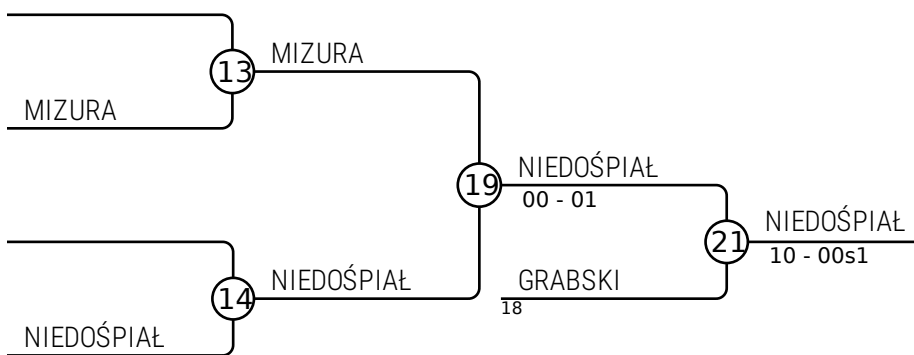 MIZURA
13
MIZURA
NIEDOŚPIAŁ
19
00 - 01
NIEDOŚPIAŁ
21
10 - 00s1
NIEDOŚPIAŁ
14
GRABSKI
18
NIEDOŚPIAŁ